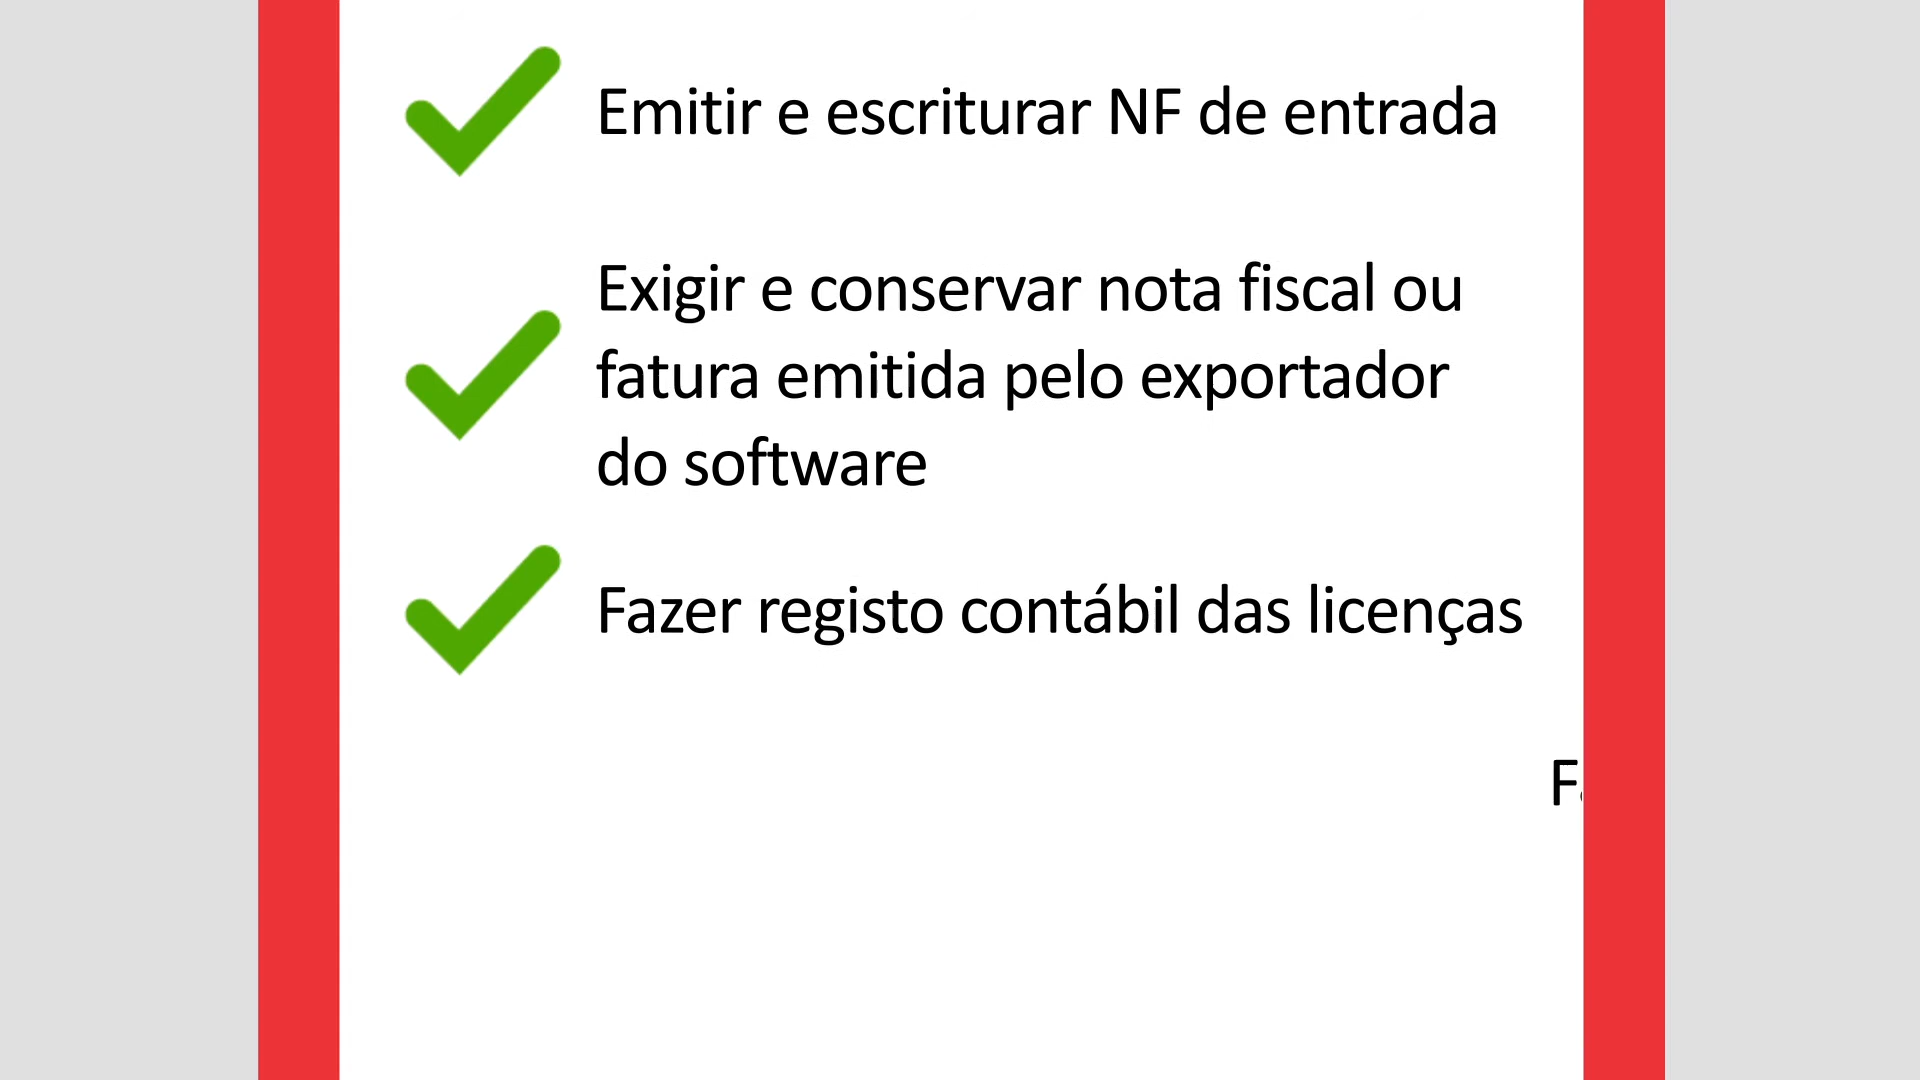 Emitir e escriturar NF de entrada
Exigir e conservar nota fiscal ou
fatura emitida pelo exportador
do software
Fazer registo contábil das licenças